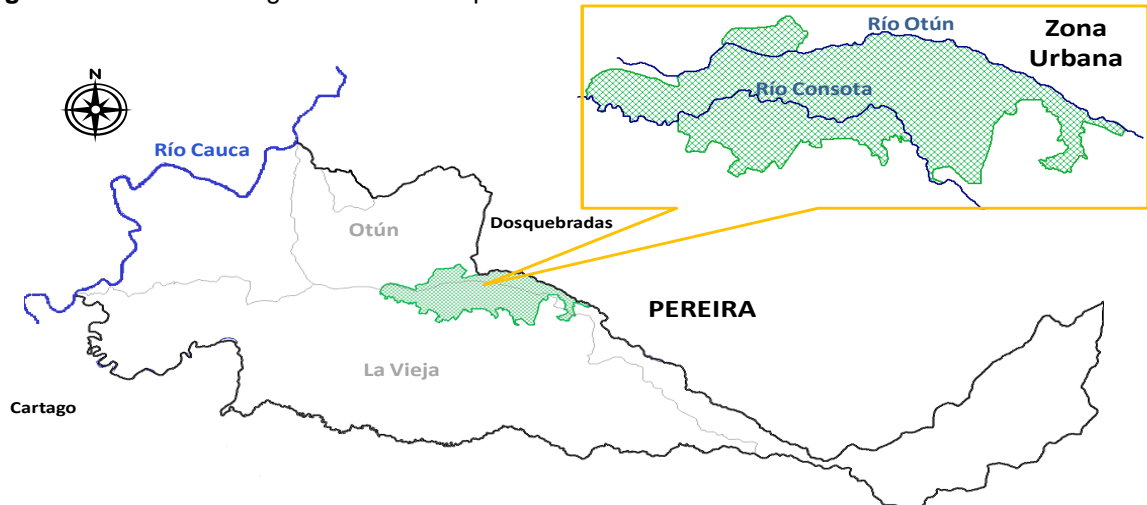 Río Otún
Zona
Urbana
Río Consota
N
Río Cauca
Otún
Dosquebradas
PEREIRA
La Vieja
Cartago